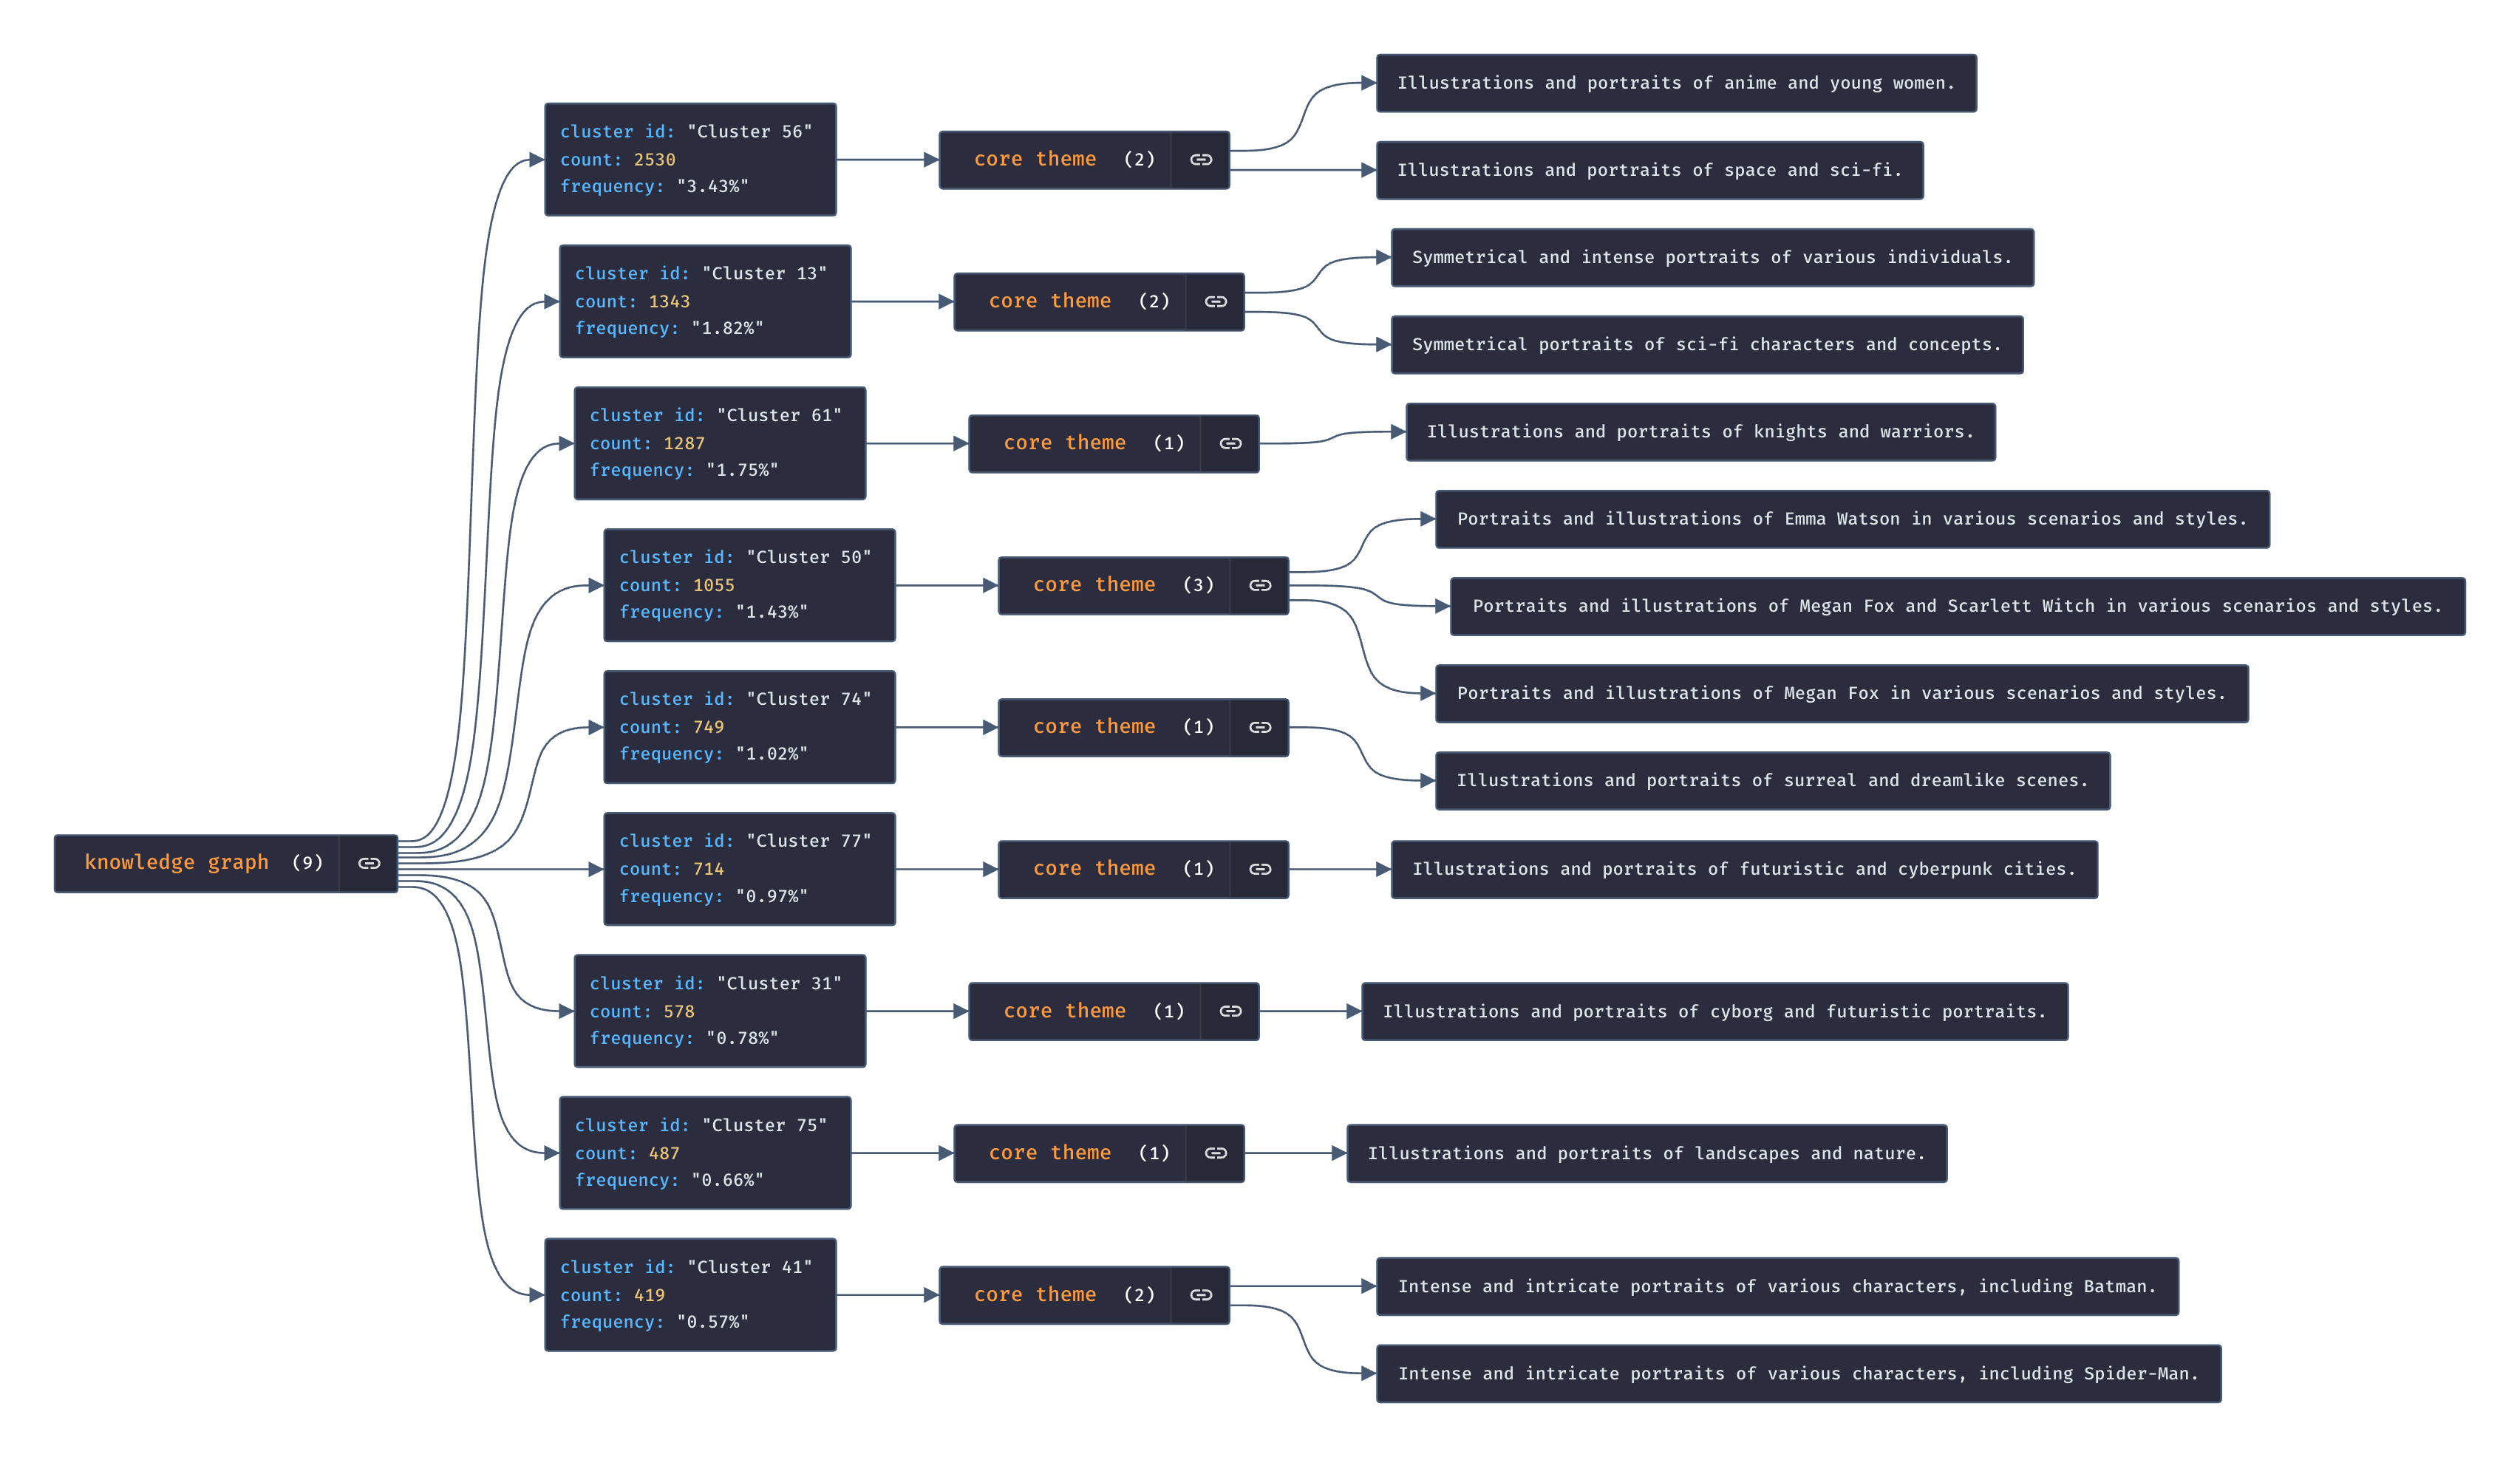 knowledge graph (9)
cluster id: "Cluster 56"
count: 2530
frequency: "3.43%"
core theme (2)
Illustrations and portraits of anime and young women.
Illustrations and portraits of space and sci-fi.
cluster id: "Cluster 13"
count: 1343
frequency: "1.82%"
core theme (2)
Symmetrical and intense portraits of various individuals.
Symmetrical portraits of sci-fi characters and concepts.
cluster id: "Cluster 61"
count: 1287
frequency: "1.75%"
core theme (1)
Illustrations and portraits of knights and warriors.
cluster id: "Cluster 50"
count: 1055
frequency: "1.43%"
core theme (3)
Portraits and illustrations of Emma Watson in various scenarios and styles.
Portraits and illustrations of Megan Fox and Scarlett Witch in various scenarios and styles.
Portraits and illustrations of Megan Fox in various scenarios and styles.
cluster id: "Cluster 74"
count: 749
frequency: "1.02%"
core theme (1)
Illustrations and portraits of surreal and dreamlike scenes.
cluster id: "Cluster 77"
count: 714
frequency: "0.97%"
core theme (1)
Illustrations and portraits of futuristic and cyberpunk cities.
cluster id: "Cluster 31"
count: 578
frequency: "0.78%"
core theme (1)
Illustrations and portraits of cyborg and futuristic portraits.
cluster id: "Cluster 75"
count: 487
frequency: "0.66%"
core theme (1)
Illustrations and portraits of landscapes and nature.
cluster id: "Cluster 41"
count: 419
frequency: "0.57%"
core theme (2)
Intense and intricate portraits of various characters, including Batman.
Intense and intricate portraits of various characters, including Spider-Man.